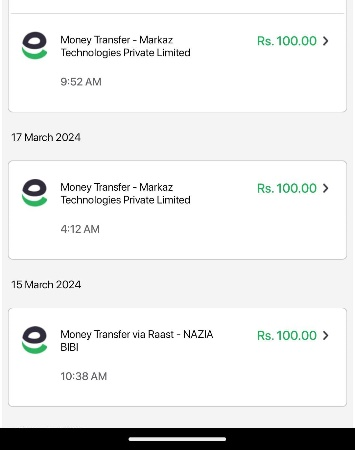 Money Transfer - Markaz
Rs. 100.00
Technologies Private Limited
9:52 AM
17 March 2024
Money Transfer - Markaz
Rs. 100.00
Technologies Private Limited
4:12 AM
15 March 2024
Money Transfer via Raast - NAZIA
Rs. 100.00
BIBI
10:38 AM